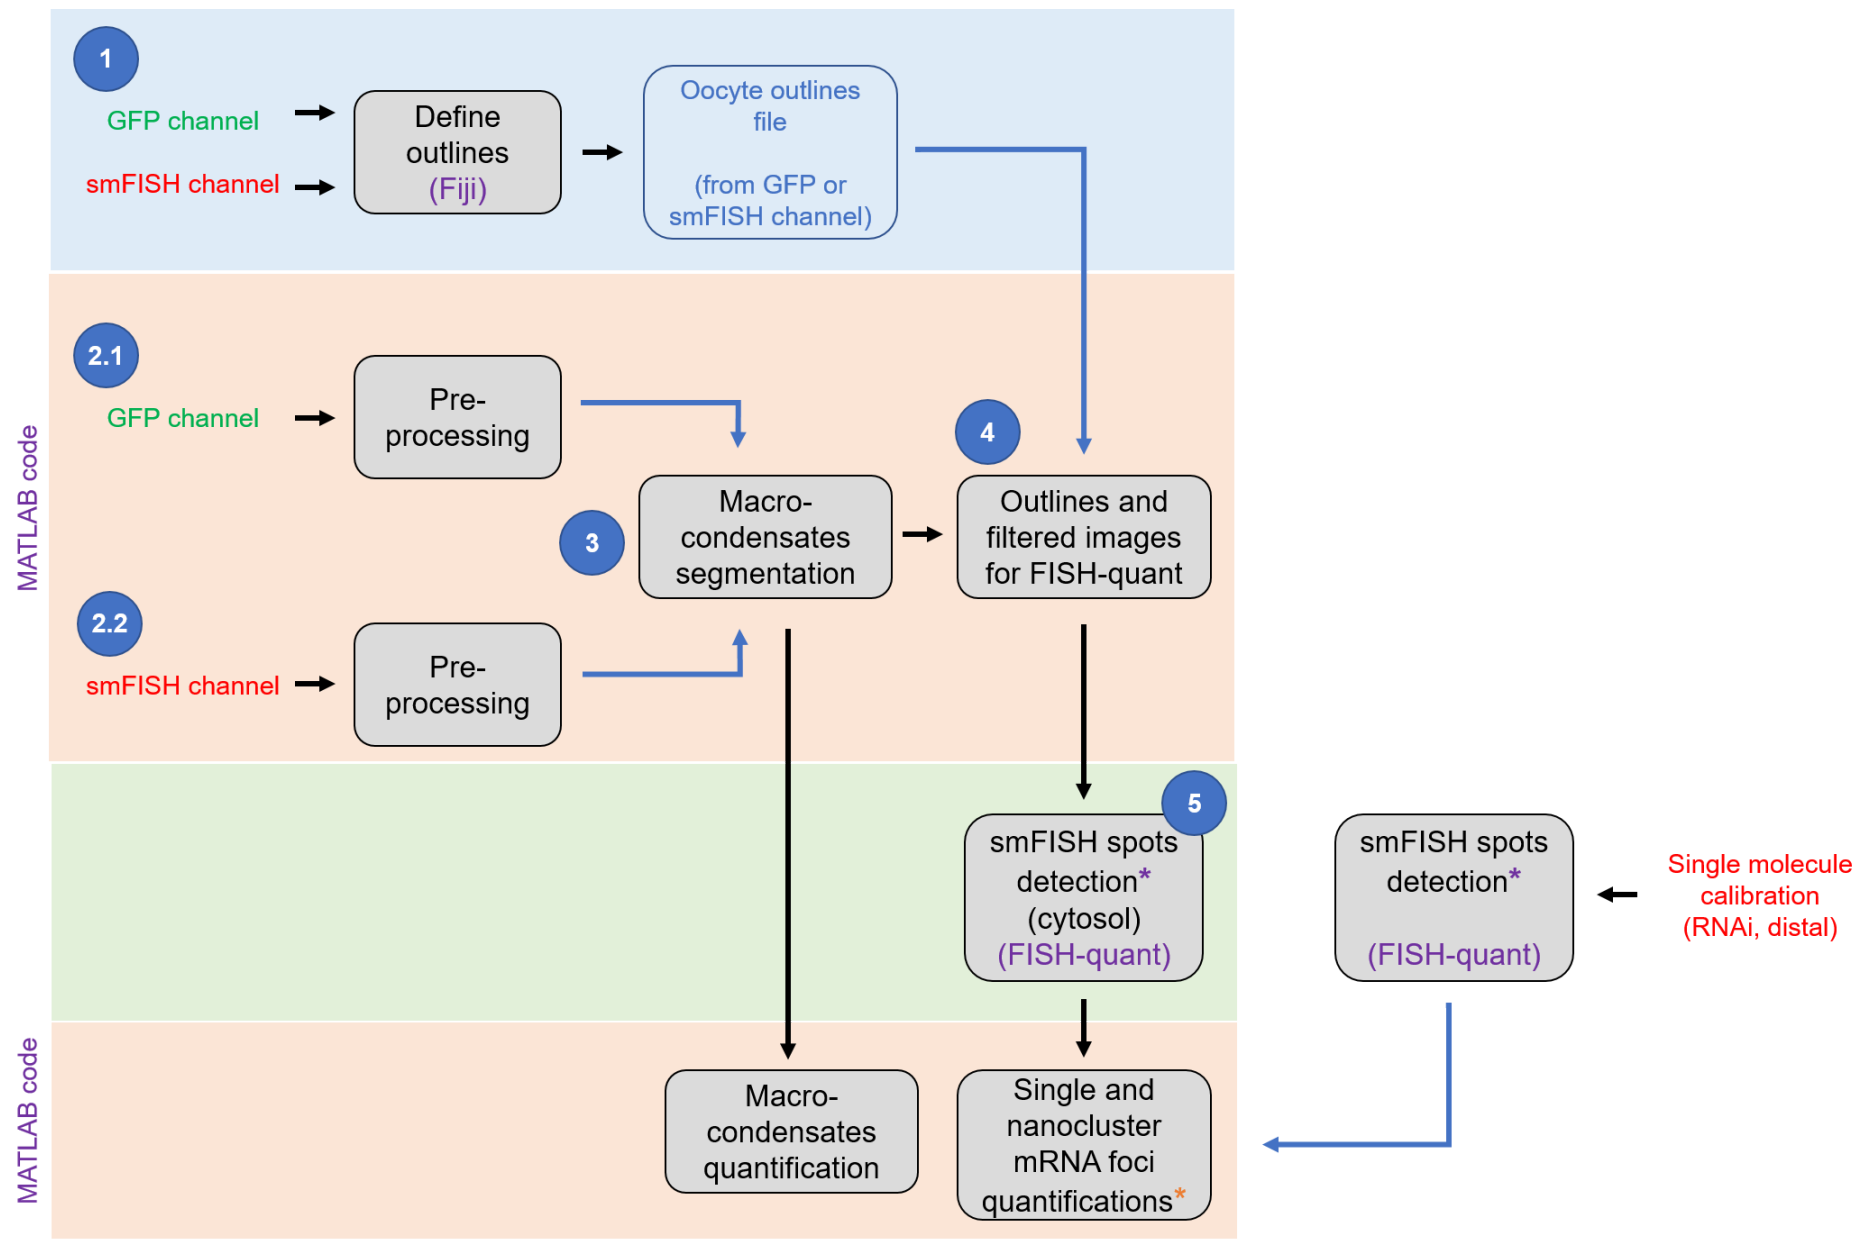 1
GFP channel
smFISH channel
Define
outlines
(Fiji)
Oocyte outlines
file
(from GFP or
smFISH channel)
MATLAB code
2.1
GFP channel
Pre-
processing
2.2
smFISH channel
Pre-
processing
3
Macro-
condensates
segmentation
4
Outlines and
filtered images
for FISH-quant
5
smFISH spots
detection*
(cytosol)
(FISH-quant)
smFISH spots
detection*
(FISH-quant)
Single molecule
calibration
(RNAi, distal)
MATLAB code
Macro-
condensates
quantification
Single and
nanocluster
mRNA foci
quantifications*